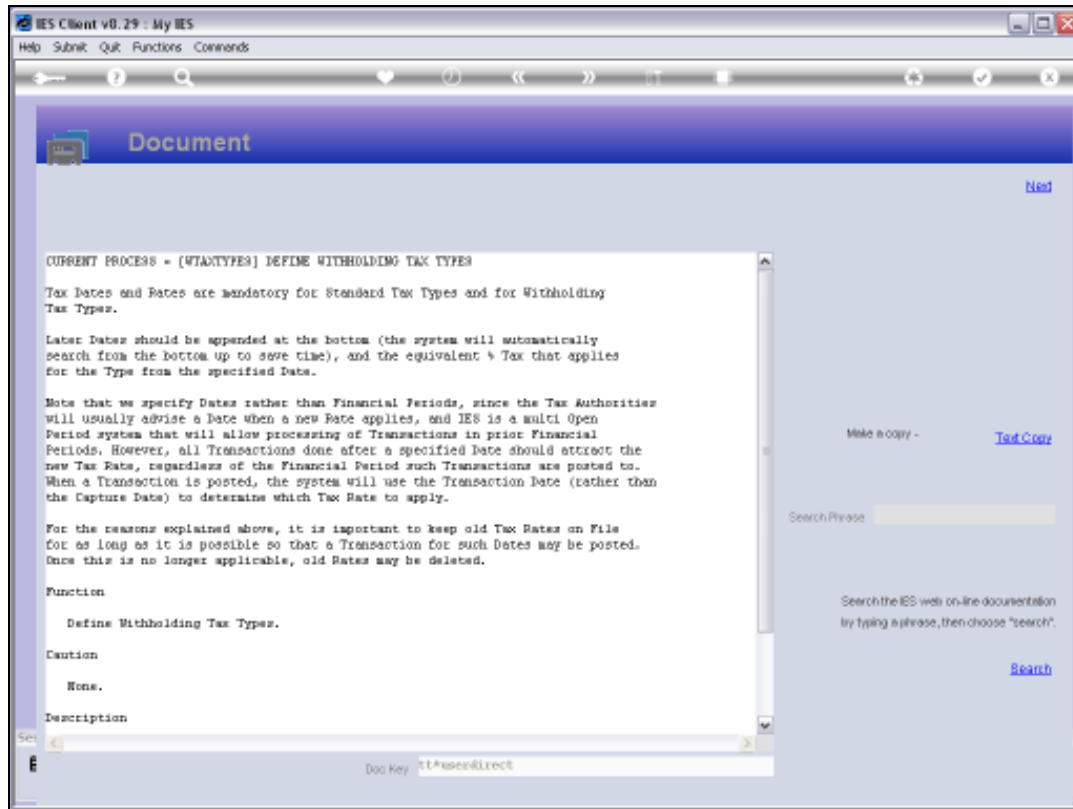 IES Client v8.29 : My IES
Help Submit Quit Functions Commands
Document
Next
CURRENT PROCESS = [WTAXTYPES] DEFINE WITHHOLDING TAX TYPES
Tax Dates and Rates are mandatory for Standard Tax Types and for Withholding
Tax Types.
Later Dates should be appended at the bottom (the system will automatically
search from the bottom up to save time), and the equivalent % Tax that applies
for the Type from the specified Date.
Note that we specify Dates rather than Financial Periods, since the Tax Authorities
will usually advise a Date when a new Rate applies, and IES is a multi Open
Period system that will allow processing of Transactions in prior Financial
Periods. However, all Transactions done after a specified Date should attract the
new Tax Rate, regardless of the Financial Period such Transactions are posted to.
When a Transaction is posted, the system will use the Transaction Date (rather than
the Capture Date) to determine which Tax Rate to apply.
For the reasons explained above, it is important to keep old Tax Rates on File
for as long as it is possible so that a Transaction for such Dates may be posted.
Once this is no longer applicable, old Rates may be deleted.
Function
Define Withholding Tax Types.
Caution
None.
Description
Make a copy -
Text Copy
Search Phrase
Search the IES web on-line documentation
by typing a phrase, then choose "search".
Search
Doc Key tt*userdirect